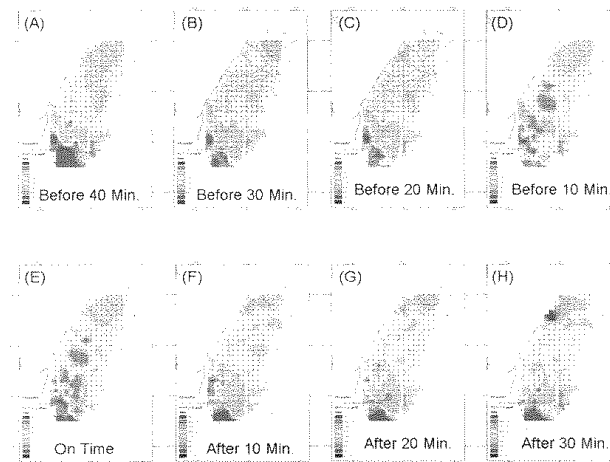 (A)
(B)
(C)
(D)
Before 40 Min.
Before 30 Min.
Before 20 Min.
Before 10 Min.
(E)
(F)
(G)
(H)
On Time
After 10 Min.
After 20 Min.
After 30 Min.